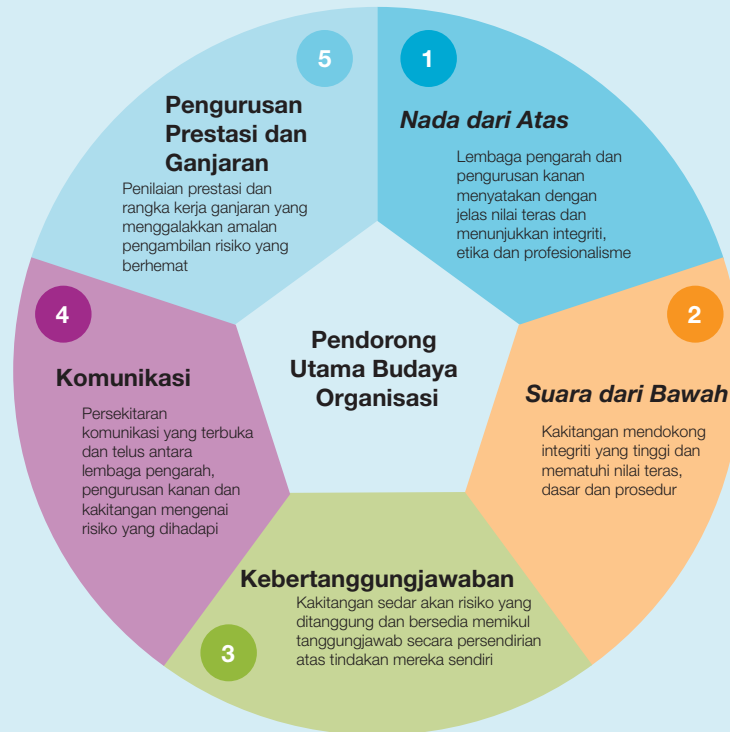 Pendorong
Utama Budaya
Organisasi
1
Nada dari Atas
Lembaga pengarah dan
pengurusan kanan
menyatakan dengan
jelas nilai teras dan
menunjukkan integriti,
etika dan profesionalisme
2
Suara dari Bawah
Kakitangan mendokong
integriti yang tinggi dan
mematuhi nilai teras,
dasar dan prosedur
3
Kebertanggungjawaban
Kakitangan sedar akan risiko yang
ditanggung dan bersedia memikul
tanggungjawab secara persendirian
atas tindakan mereka sendiri
4
Komunikasi
Persekitaran
komunikasi yang terbuka
dan telus antara
lembaga pengarah,
pengurusan kanan dan
kakitangan mengenai
risiko yang dihadapi
5
Pengurusan
Prestasi dan
Ganjaran
Penilaian prestasi dan
rangka kerja ganjaran yang
menggalakkan amalan
pengambilan risiko yang
berhemat